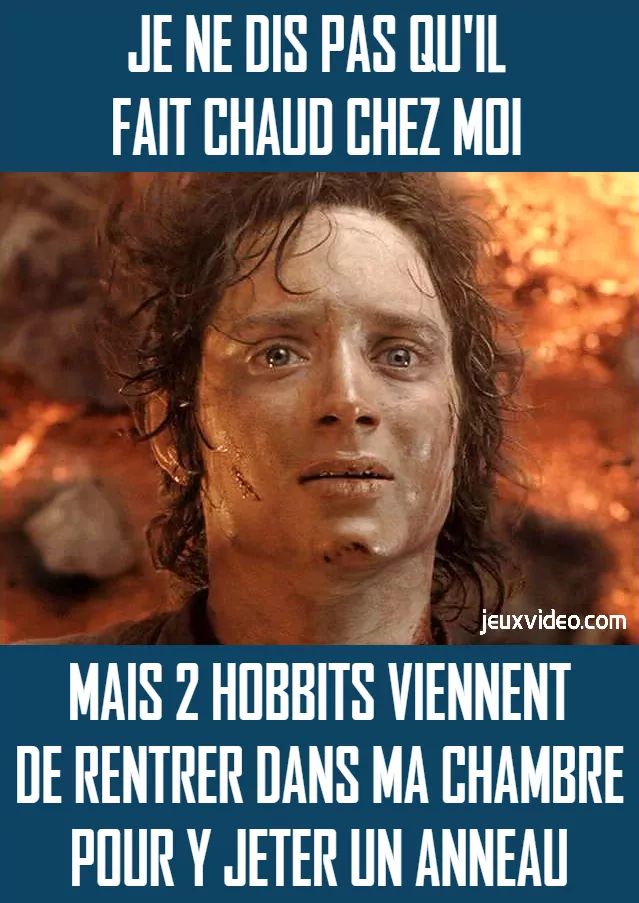 JE NE DIS PAS QU'IL
FAIT CHAUD CHEZ MOI
jeuxvideo.com
MAIS 2 HOBBITS VIENNENT
DE RENTRER DANS MA CHAMBRE
POUR Y JETER UN ANNEAU